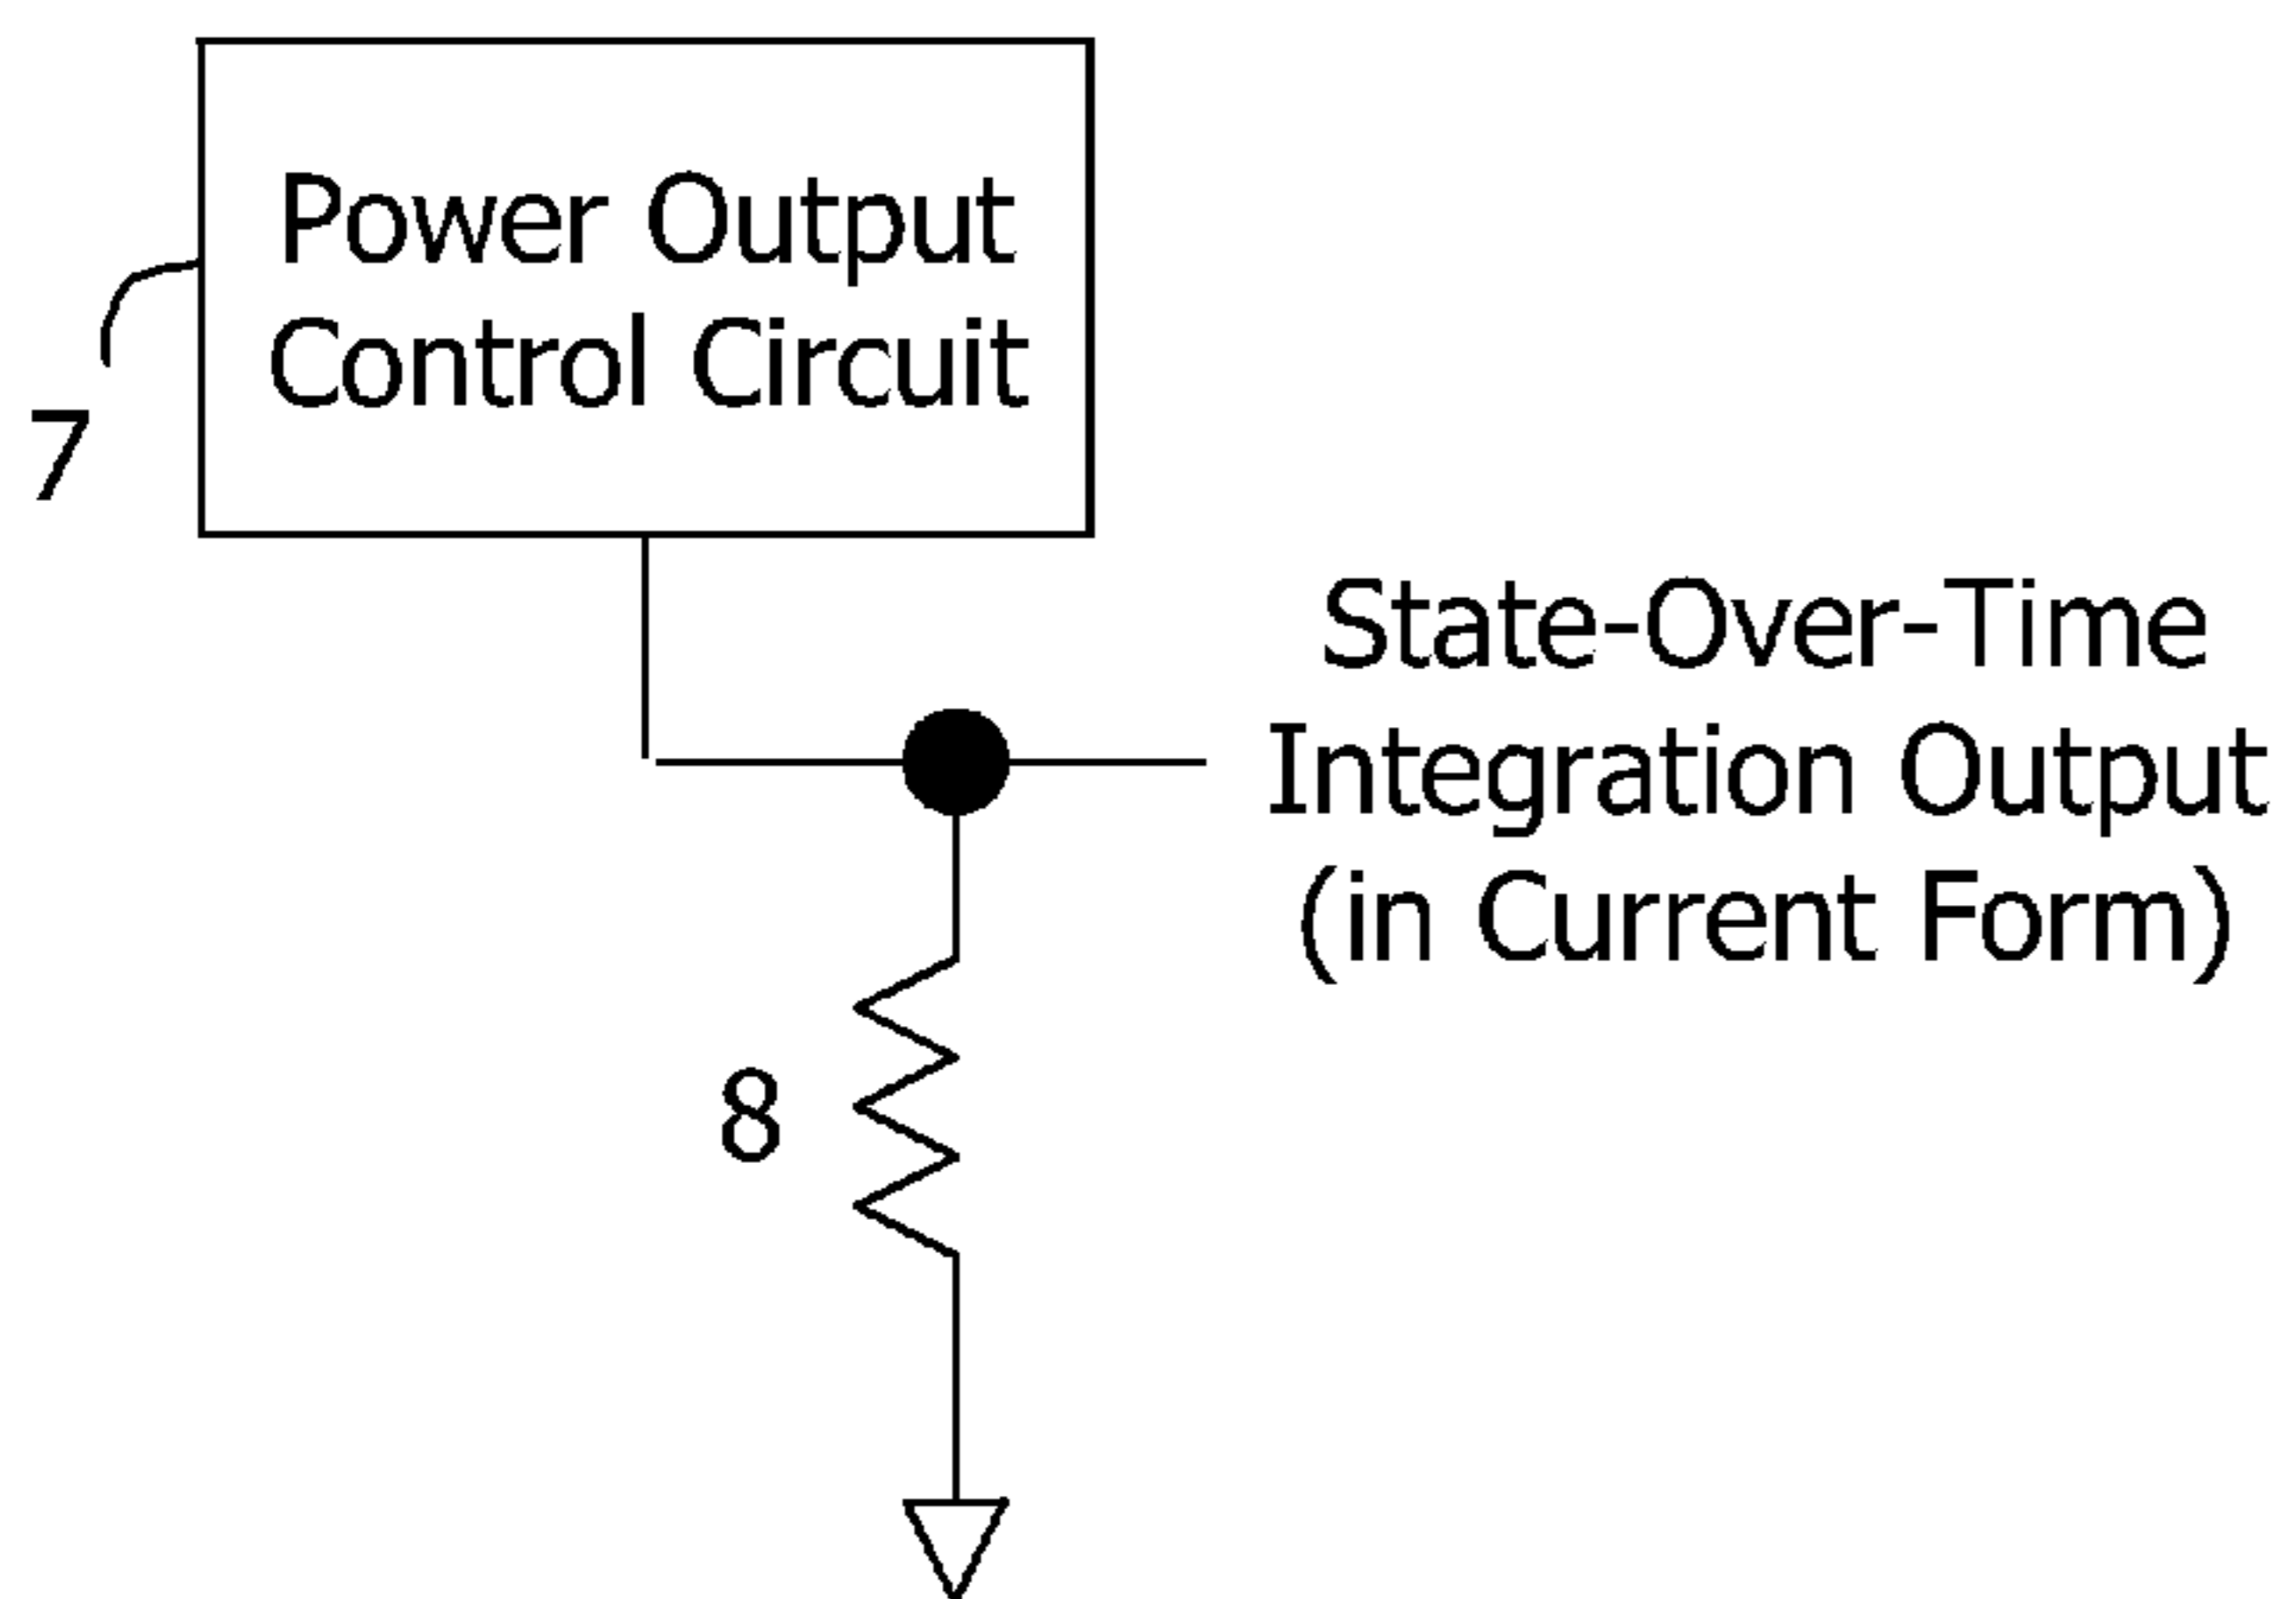 Power Output
Control Circuit
7
State-Over-Time
Integration Output
(in Current Form)
8